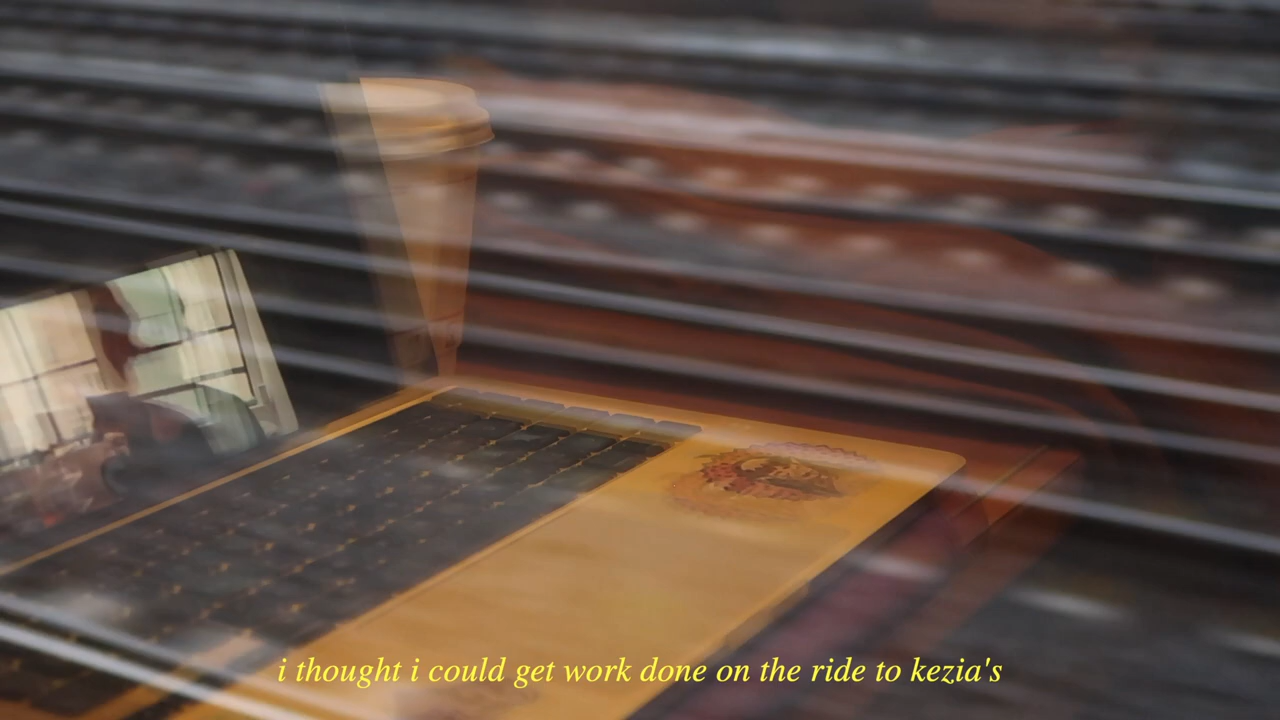 i thought i could get work done on the ride to kezia's